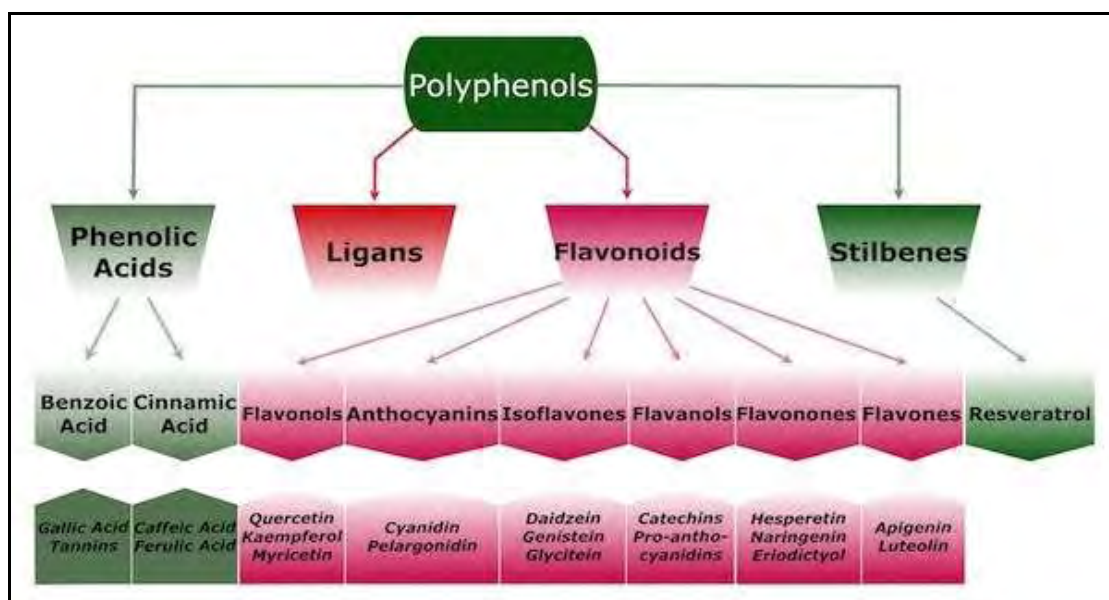 Polyphenols
Phenolic
Acids
Ligans
Flavonoids
Stilbenes
Benzoic
Acid
Cinnamic
Acid
Flavonols
Anthocyanins
Isoflavones
Flavanols
Flavonones
Flavones
Resveratrol
Gallic Acid
Tannins
Caffeic Acid
Ferulic Acid
Quercetin
Kaempferol
Myricetin
Cyanidin
Pelargonidin
Daidzein
Genistein
Glycitein
Catechins
Pro-antho-
cyanidins
Hesperetin
Naringenin
Eriodictyol
Apigenin
Luteolin